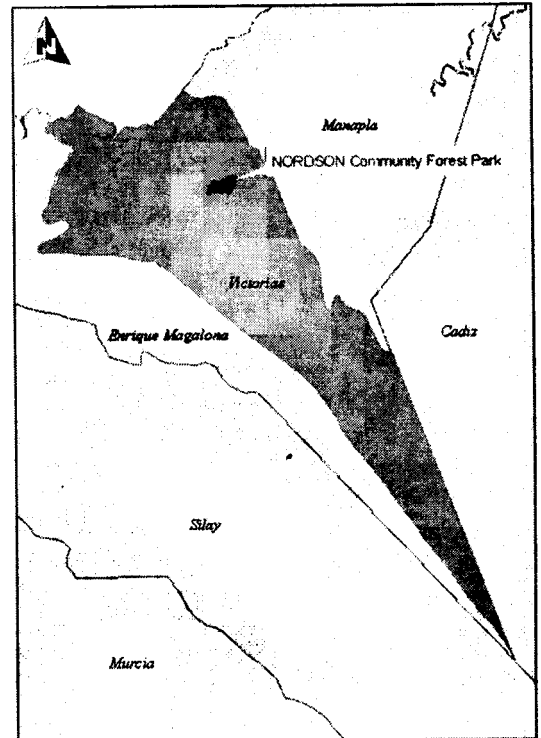 N
Manapla
NORDSON Community Forest Park
Victorias
Enrique Magalona
Cadiz
Silay
Murcia